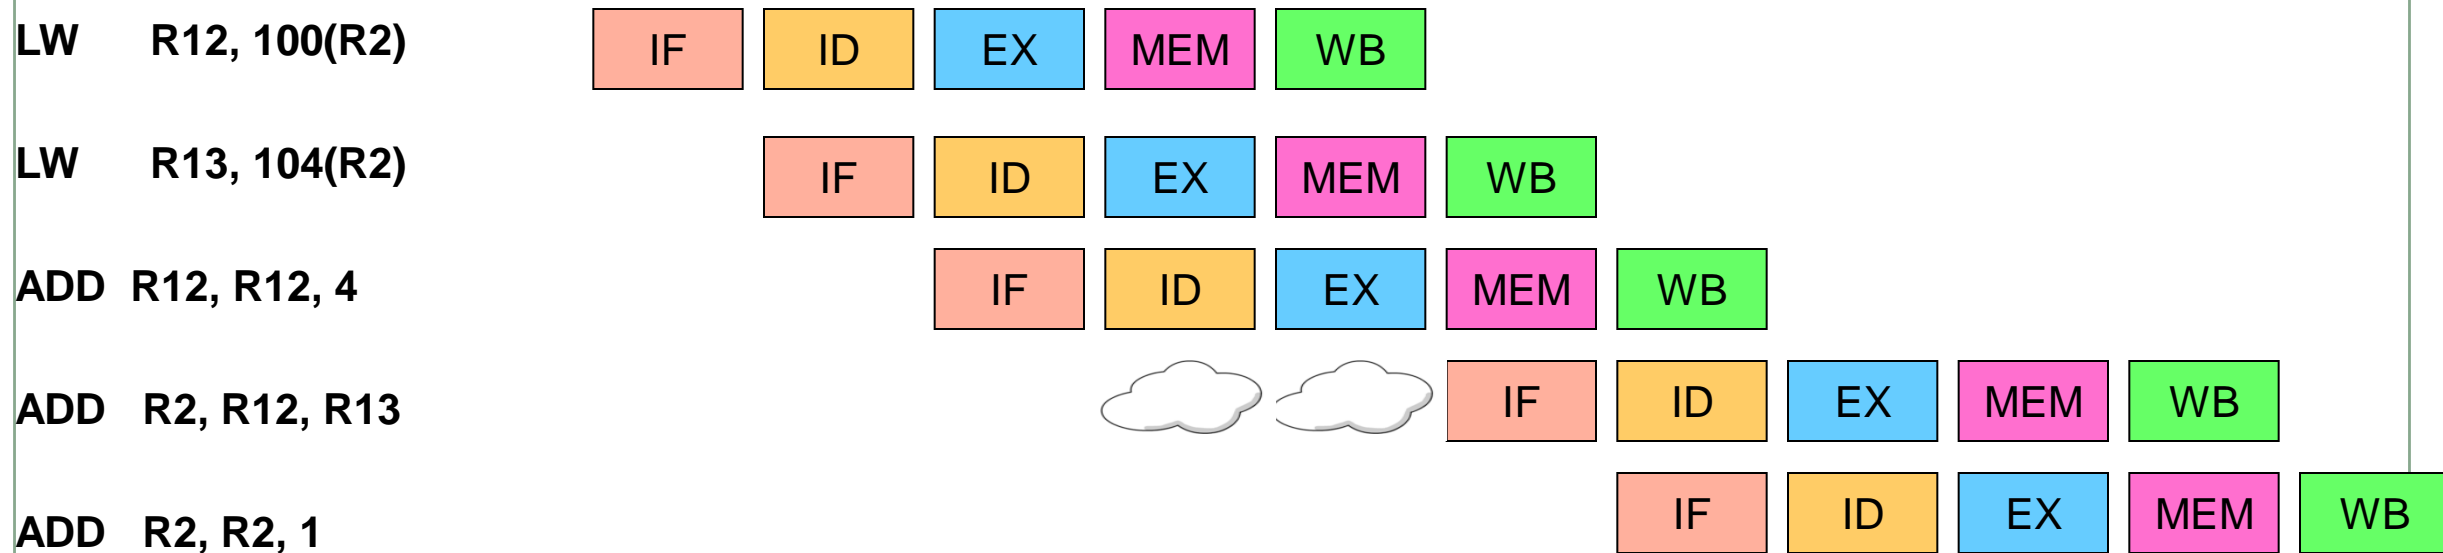 LW R12, 100(R2) IF ID EX MEM WB
LW R13, 104(R2) IF ID EX MEM WB
ADD R12, R12, 4 IF ID EX MEM WB
ADD R2, R12, R13 IF ID EX MEM WB
ADD R2, R2, 1 IF ID EX MEM WB